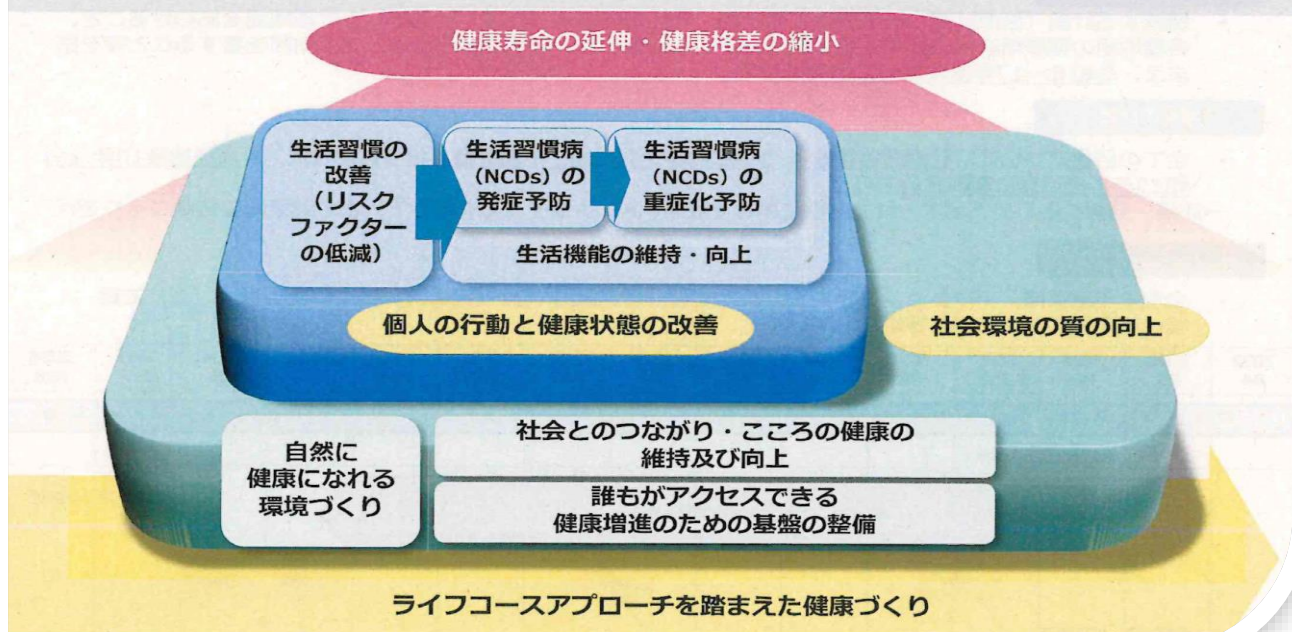 健康寿命の延伸・健康格差の縮小
生活習慣の
改善
(リスク
ファクター
の低減)
生活習慣病
(NCDs)の
発症予防
生活習慣病
(NCDs)の
重症化予防
生活機能の維持・向上
個人の行動と健康状態の改善
社会環境の質の向上
自然に
健康になれる
環境づくり
社会とのつながり・こころの健康の
維持及び向上
誰もがアクセスできる
健康増進のための基盤の整備
ライフコースアプローチを踏まえた健康づくり